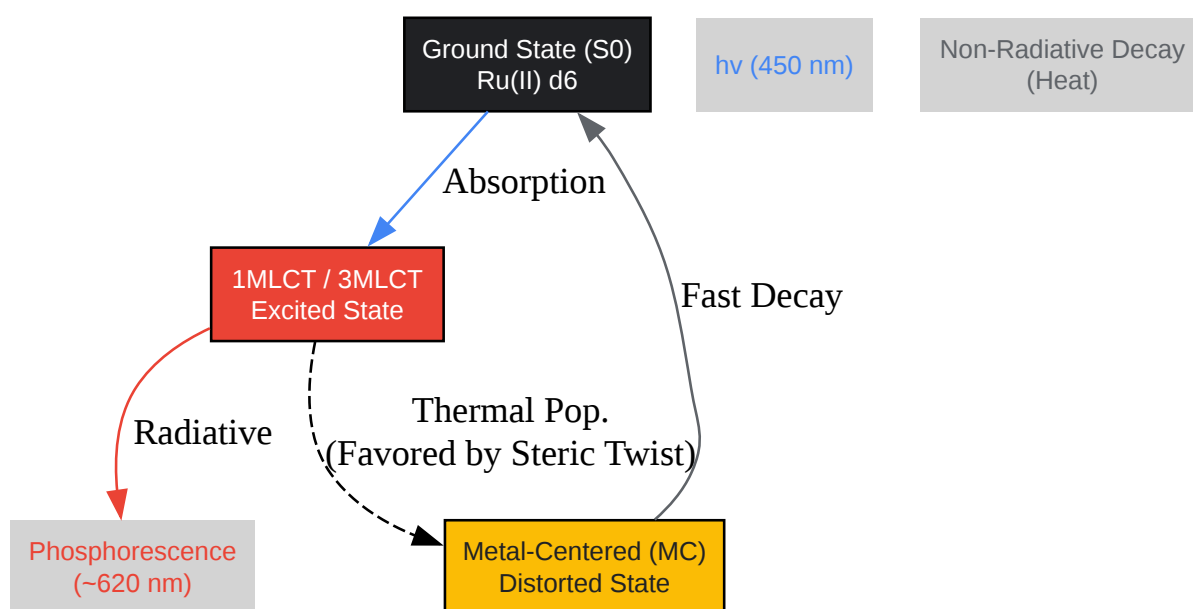 Ground State (S0)
Ru(II) d6
hv (450 nm)
Non-Radiative Decay
(Heat)
Absorption
1MLCT / 3MLCT
Excited State
Fast Decay
Radiative
Thermal Pop.
(Favored by Steric Twist)
Phosphorescence
(~620 nm)
Metal-Centered (MC)
Distorted State